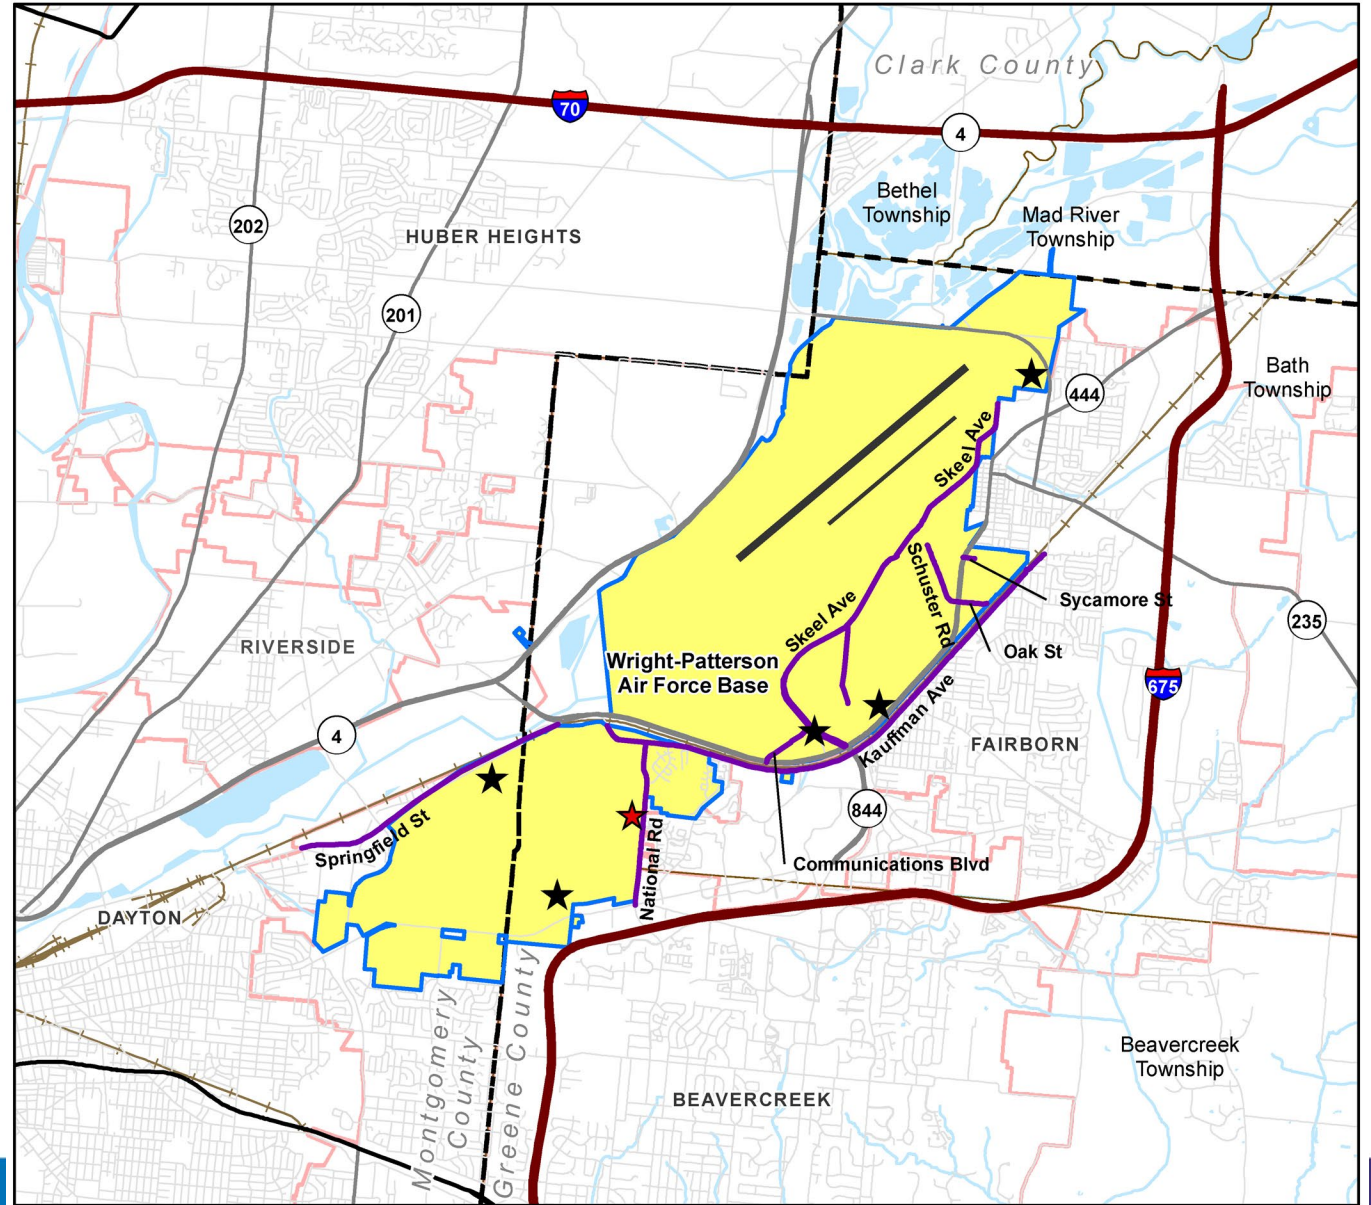 Clark County
70
4
Bethel
Township
Mad River
Township
202
HUBER HEIGHTS
201
Bath
Township
444
Skeel Ave
Schuster Rd
Sycamore St
Skeel Ave
Oak St
235
RIVERSIDE
Wright-Patterson
Air Force Base
675
4
Kauffman Ave
FAIRBORN
844
Springfield St
National Rd
Communications Blvd
DAYTON
Montgomery
County
Greene County
Beavercreek
Township
BEAVERCREEK